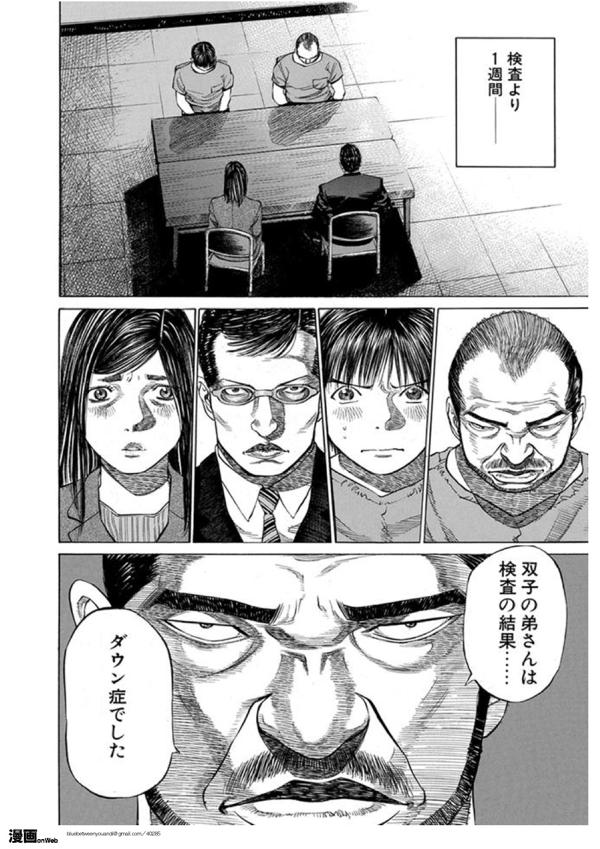 検査より
1週間――
双子の弟さんは
検査の結果……
ダウン症でした
漫画onWeb
bluebetweenyouandi@gmail.com／40285